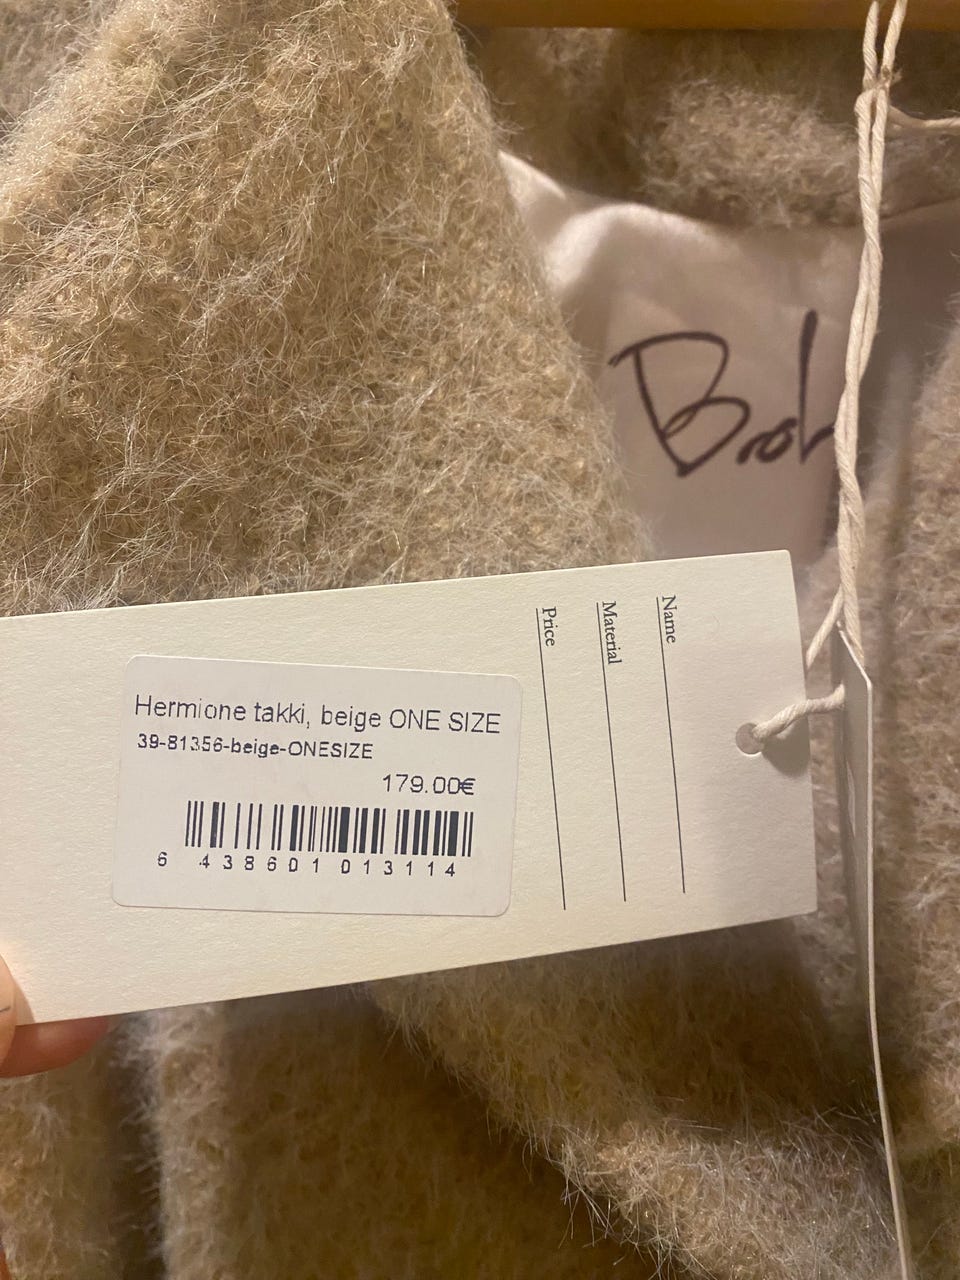 Name
Material
Price
Hermione takki, beige ONE SIZE
39-81356-beige-ONESIZE
179.00€
6 438601 013114